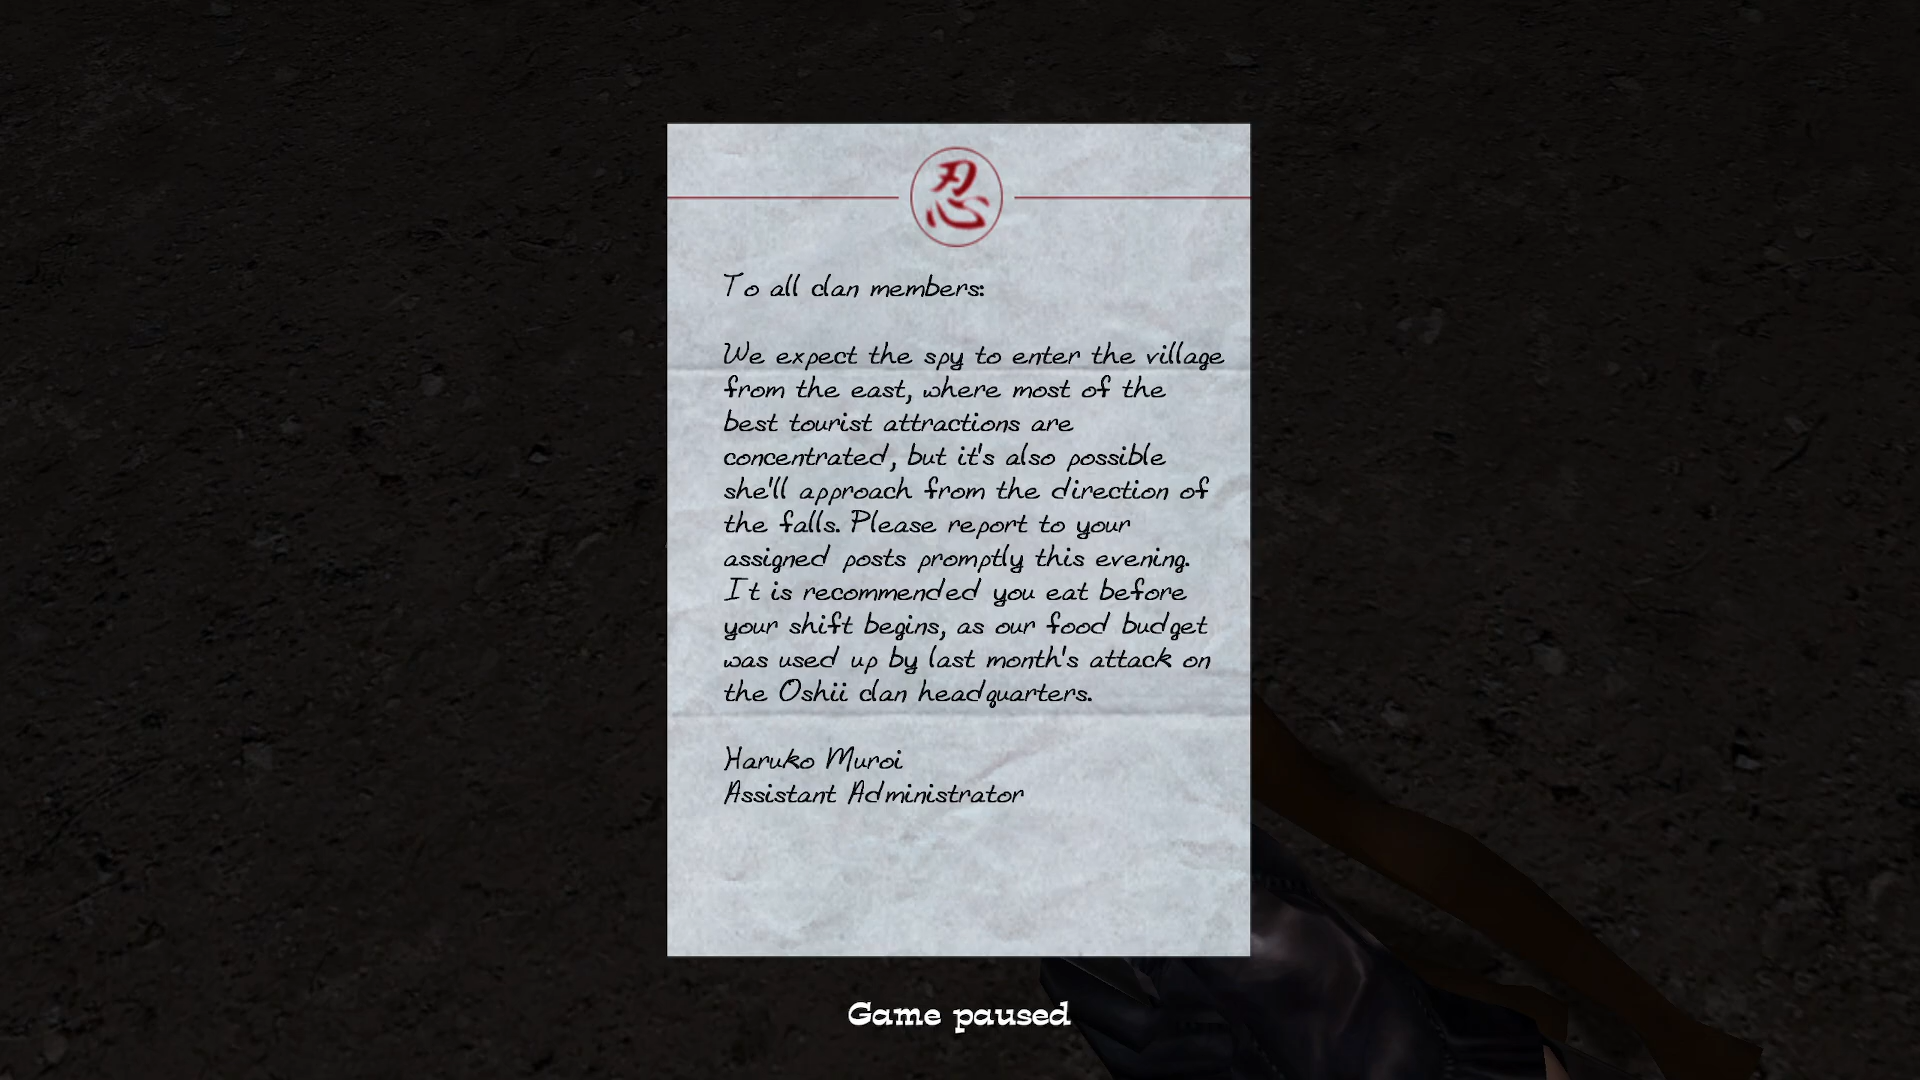 忍
To all clan members:
We expect the spy to enter the village
from the east, where most of the
best tourist attractions are
concentrated, but it's also possible
she'll approach from the direction of
the falls. Please report to your
assigned posts promptly this evening.
It is recommended you eat before
your shift begins, as our food budget
was used up by last month's attack on
the Oshii clan headquarters.
Haruko Muroi
Assistant Administrator
Game paused